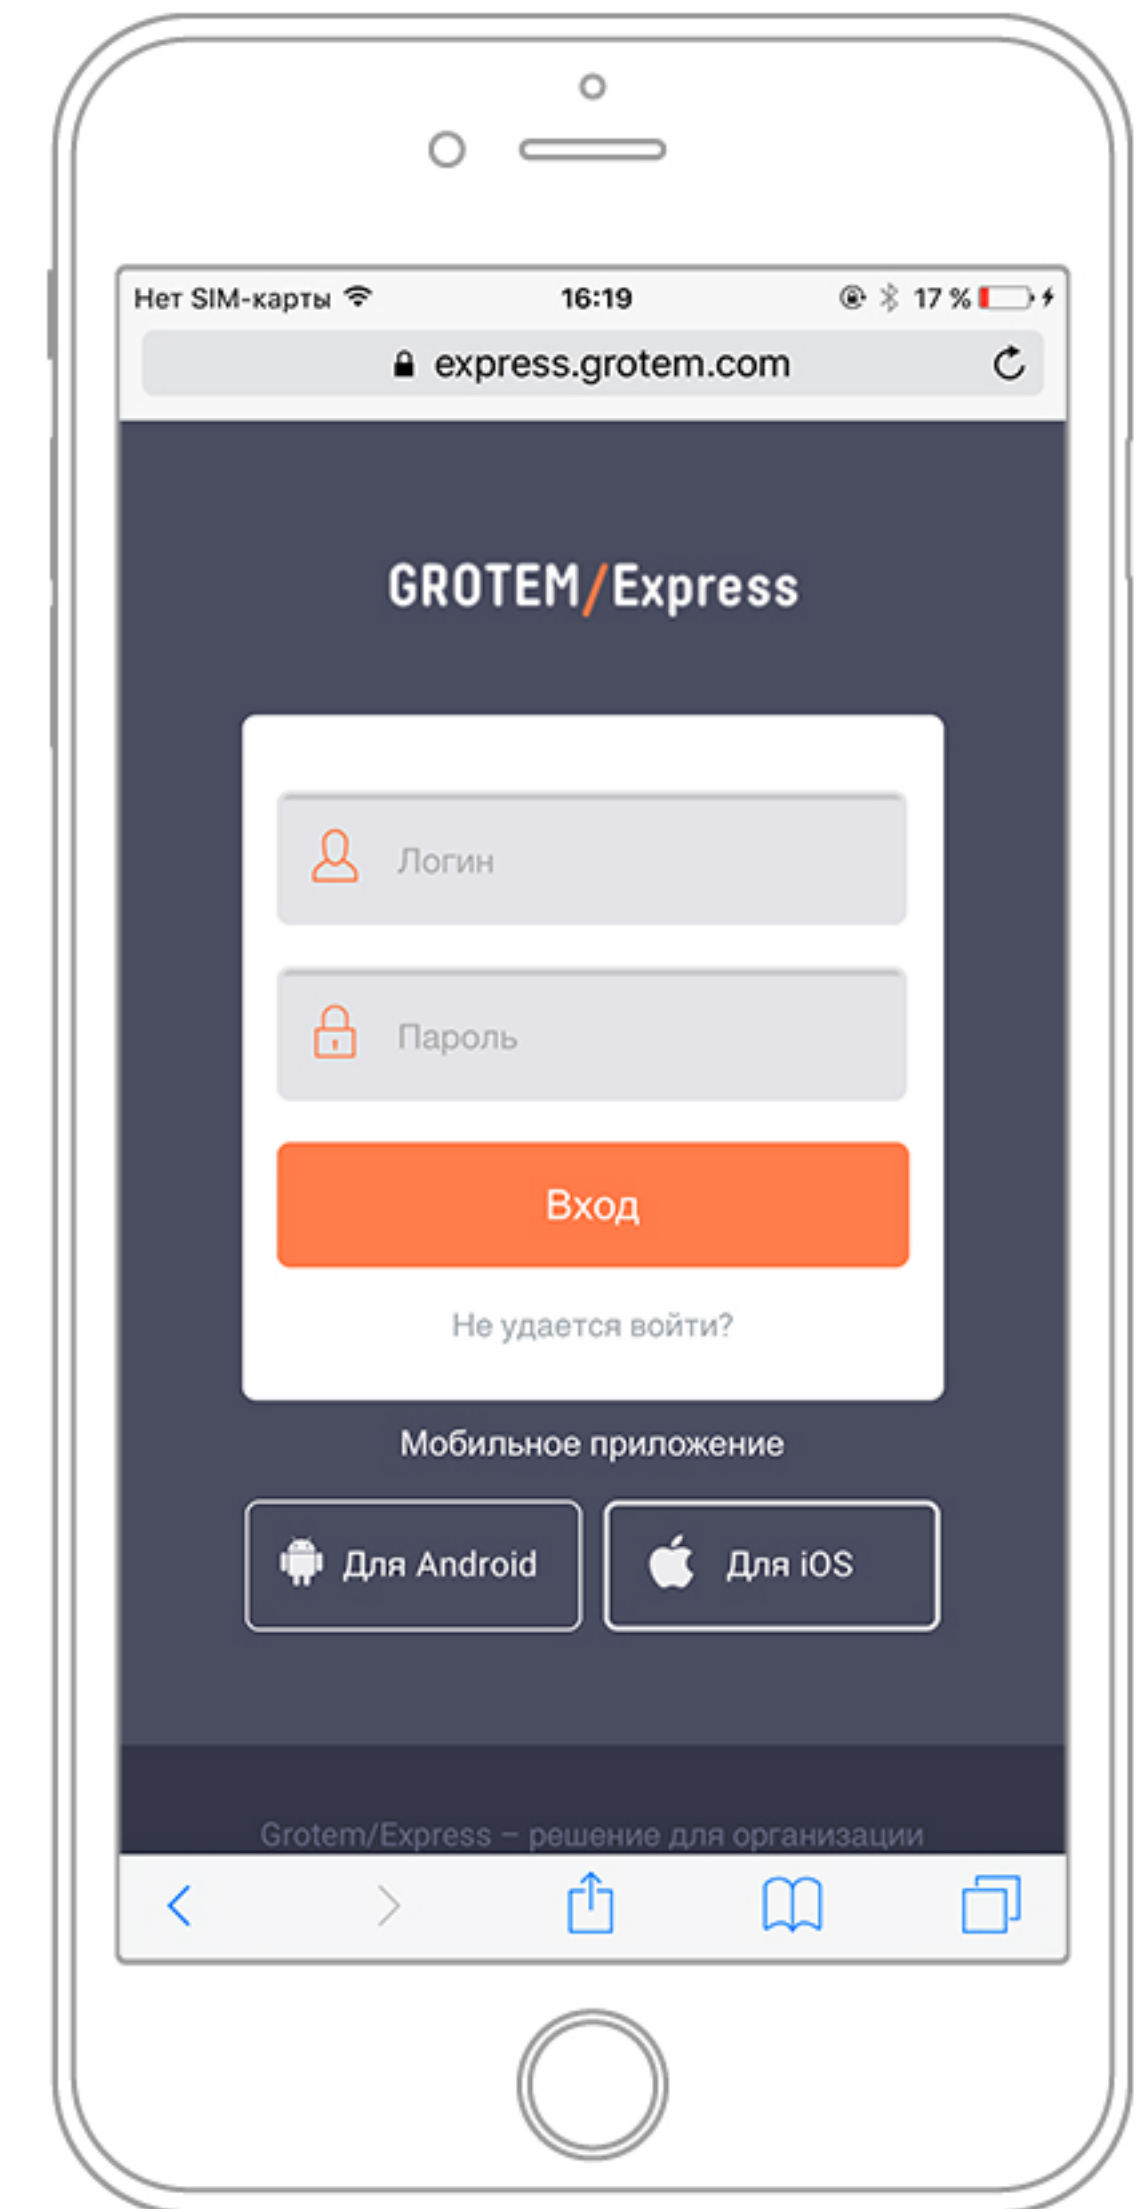 Нет SIM-карты 16:19 17 %
express.grotem.com
GROTEM/Express
Логин
Пароль
Вход
Не удается войти?
Мобильное приложение
Для Android Для iOS
Grotem/Express – решение для организации